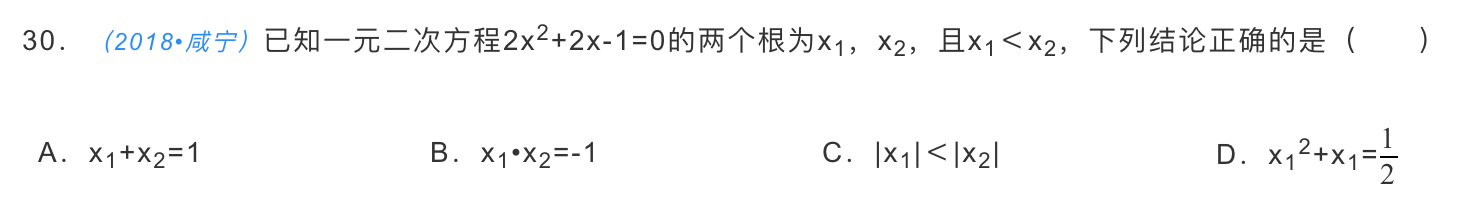 30. (2018•咸宁)已知一元二次方程2x²+2x-1=0的两个根为x₁，x₂，且x₁＜x₂，下列结论正确的是（　　）
A. x₁+x₂=1 B. x₁•x₂=-1 C. |x₁|＜|x₂| D. x₁²+x₁=1/2